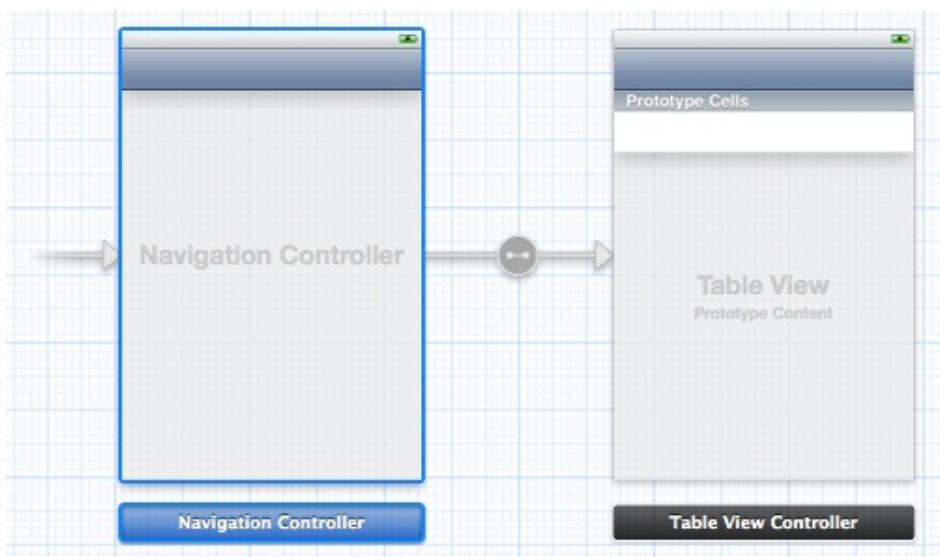 Navigation Controller
Prototype Cells
Table View
Prototype Content
Navigation Controller
Table View Controller